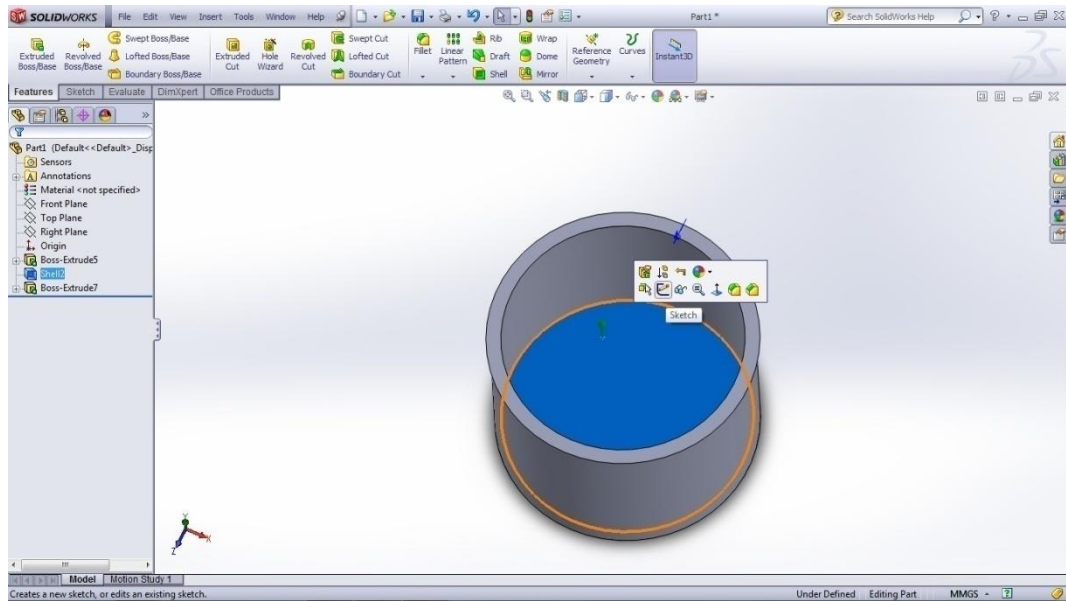 SOLIDWORKS File Edit View Insert Tools Window Help Part1 * Search SolidWorks Help
Extruded Boss/Base Revolved Boss/Base Swept Boss/Base Lofted Boss/Base Boundary Boss/Base Extruded Cut Hole Wizard Revolved Cut Swept Cut Lofted Cut Boundary Cut Fillet Linear Pattern Rib Draft Shell Wrap Dome Mirror Reference Geometry Curves Instant3D
Features Sketch Evaluate DimXpert Office Products
Part1 (Default<<Default>_Disp
Sensors
Annotations
Material <not specified>
Front Plane
Top Plane
Right Plane
Origin
Boss-Extrude5
Shell2
Boss-Extrude7
Sketch
Y
X
Z
Model Motion Study 1
Creates a new sketch, or edits an existing sketch. Under Defined Editing Part MMGS